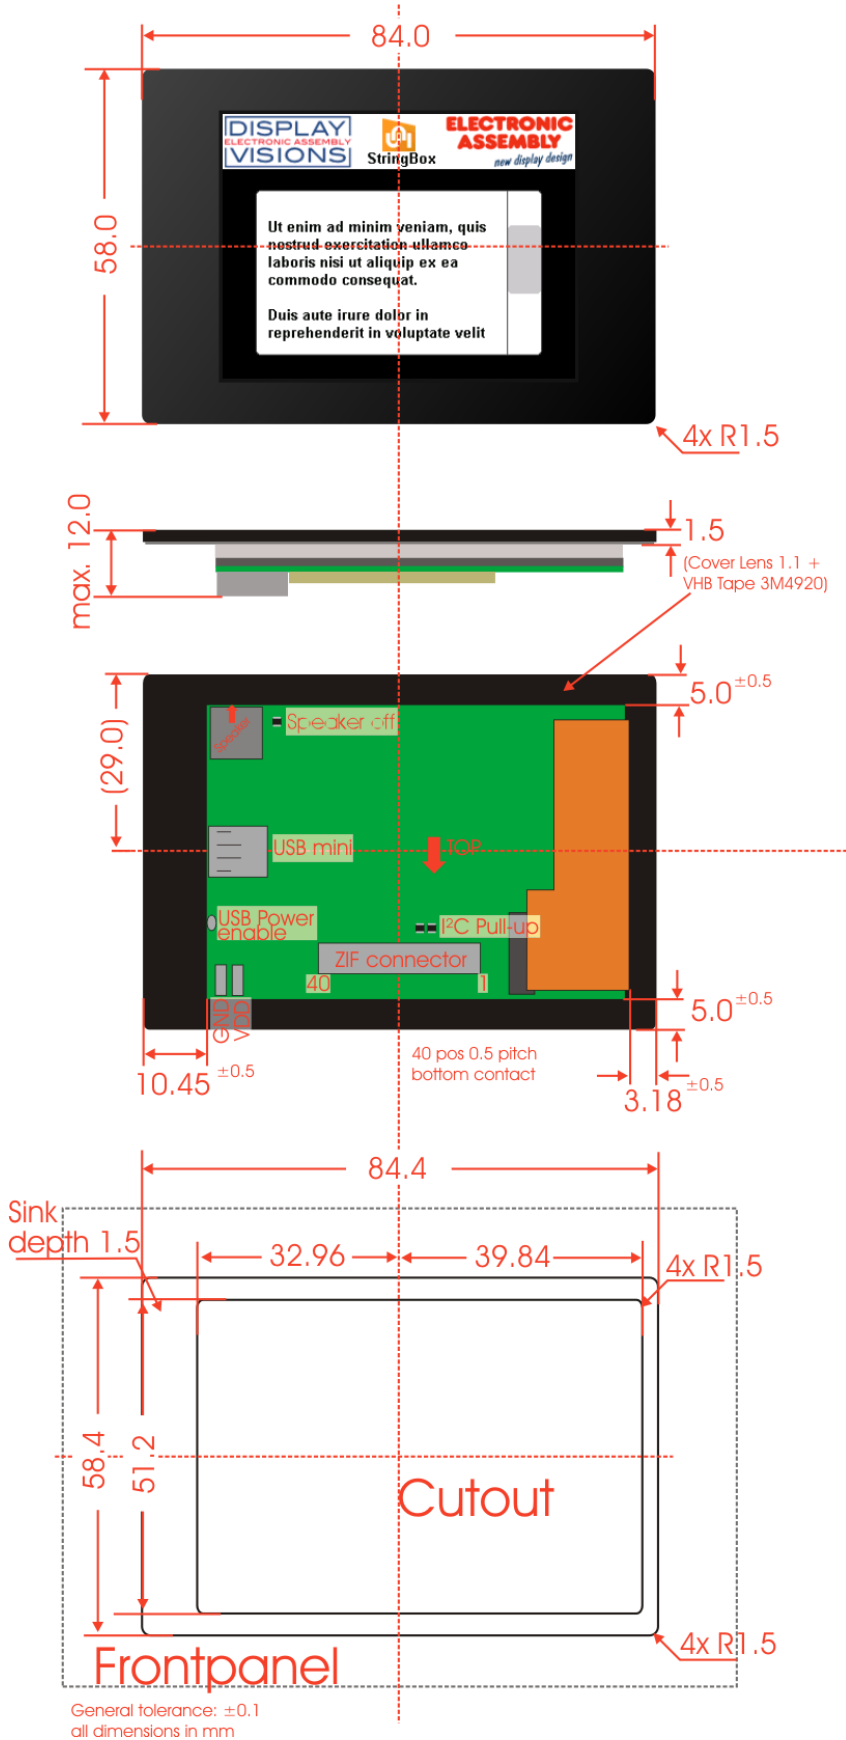 84.0
DISPLAY
ELECTRONIC ASSEMBLY
VISIONS
StringBox
ELECTRONIC
ASSEMBLY
new display design
58.0
Ut enim ad minim veniam, quis
nostrud exercitation ullamco
laboris nisi ut aliquip ex ea
commodo consequat.
Duis aute irure dolor in
reprehenderit in voluptate velit
4x R1.5
max. 12.0
1.5
(Cover Lens 1.1 +
VHB Tape 3M4920)
5.0 ±0.5
(29.0)
Speaker
Speaker off
USB mini
TOP
USB Power
enable
I²C Pull-up
ZIF connector
40
1
GND
VDD
5.0 ±0.5
10.45 ±0.5
40 pos 0.5 pitch
bottom contact
3.18 ±0.5
84.4
Sink
depth 1.5
32.96
39.84
4x R1.5
58.4
51.2
Cutout
4x R1.5
Frontpanel
General tolerance: ±0.1
all dimensions in mm